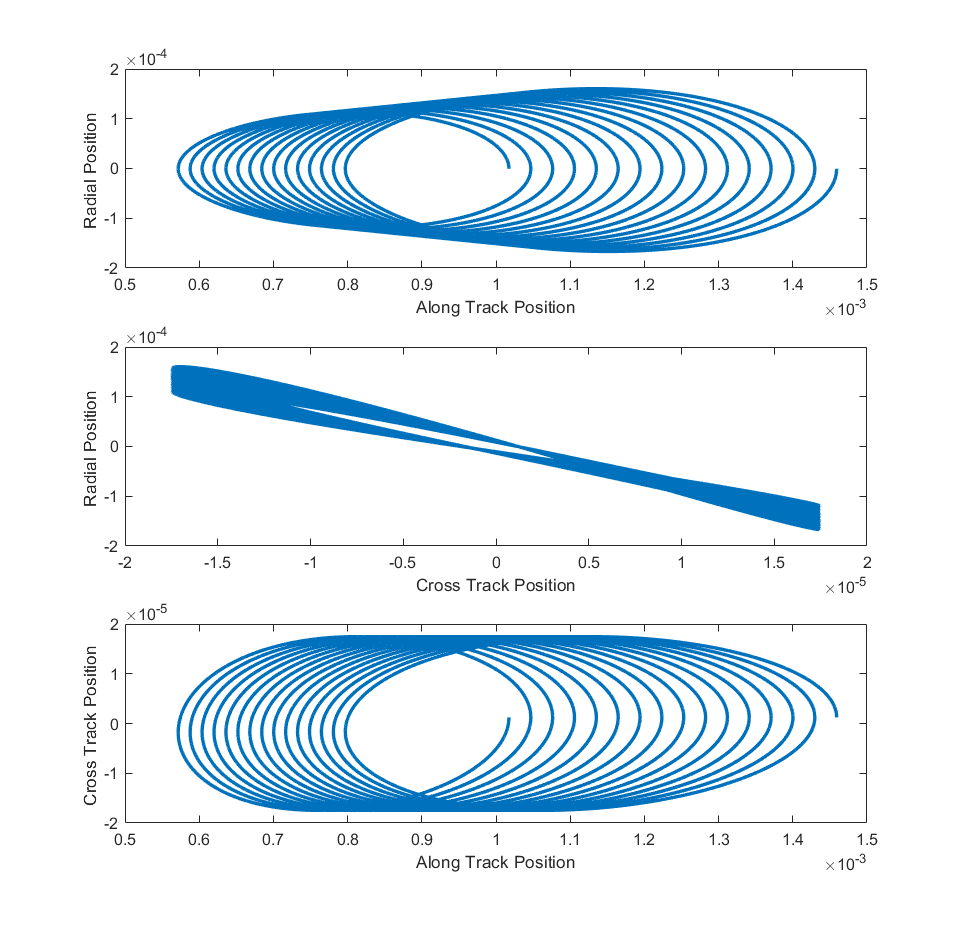 ×10-4
2
1
0
-1
-2
Radial Position
0.5 0.6 0.7 0.8 0.9 1 1.1 1.2 1.3 1.4 1.5
Along Track Position
×10-3
×10-4
2
1
0
-1
-2
Radial Position
-2 -1.5 -1 -0.5 0 0.5 1 1.5 2
Cross Track Position
×10-5
×10-5
2
1
0
-1
-2
Cross Track Position
0.5 0.6 0.7 0.8 0.9 1 1.1 1.2 1.3 1.4 1.5
Along Track Position
×10-3